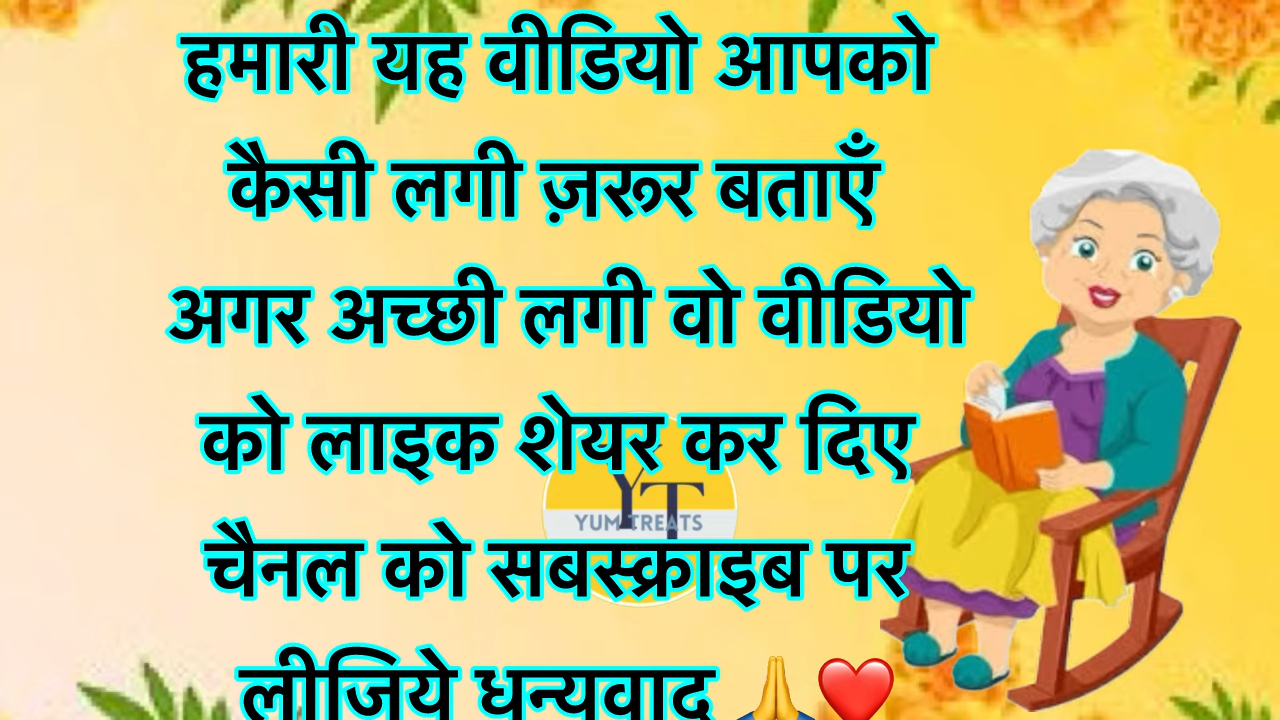 हमारी यह वीडियो आपको
कैसी लगी ज़रूर बताएँ
अगर अच्छी लगी वो वीडियो
को लाइक शेयर कर दिए
YT
YUM TREATS
चैनल को सबस्क्राइब पर
लीजिये धन्यवाद 🙏❤️